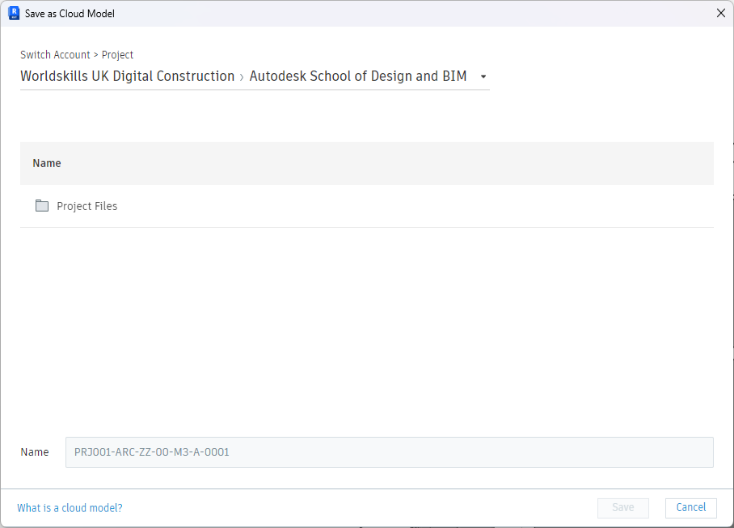 Save as Cloud Model
Switch Account > Project
Worldskills UK Digital Construction › Autodesk School of Design and BIM
Name
Project Files
Name PRJ001-ARC-ZZ-00-M3-A-0001
What is a cloud model? Save Cancel